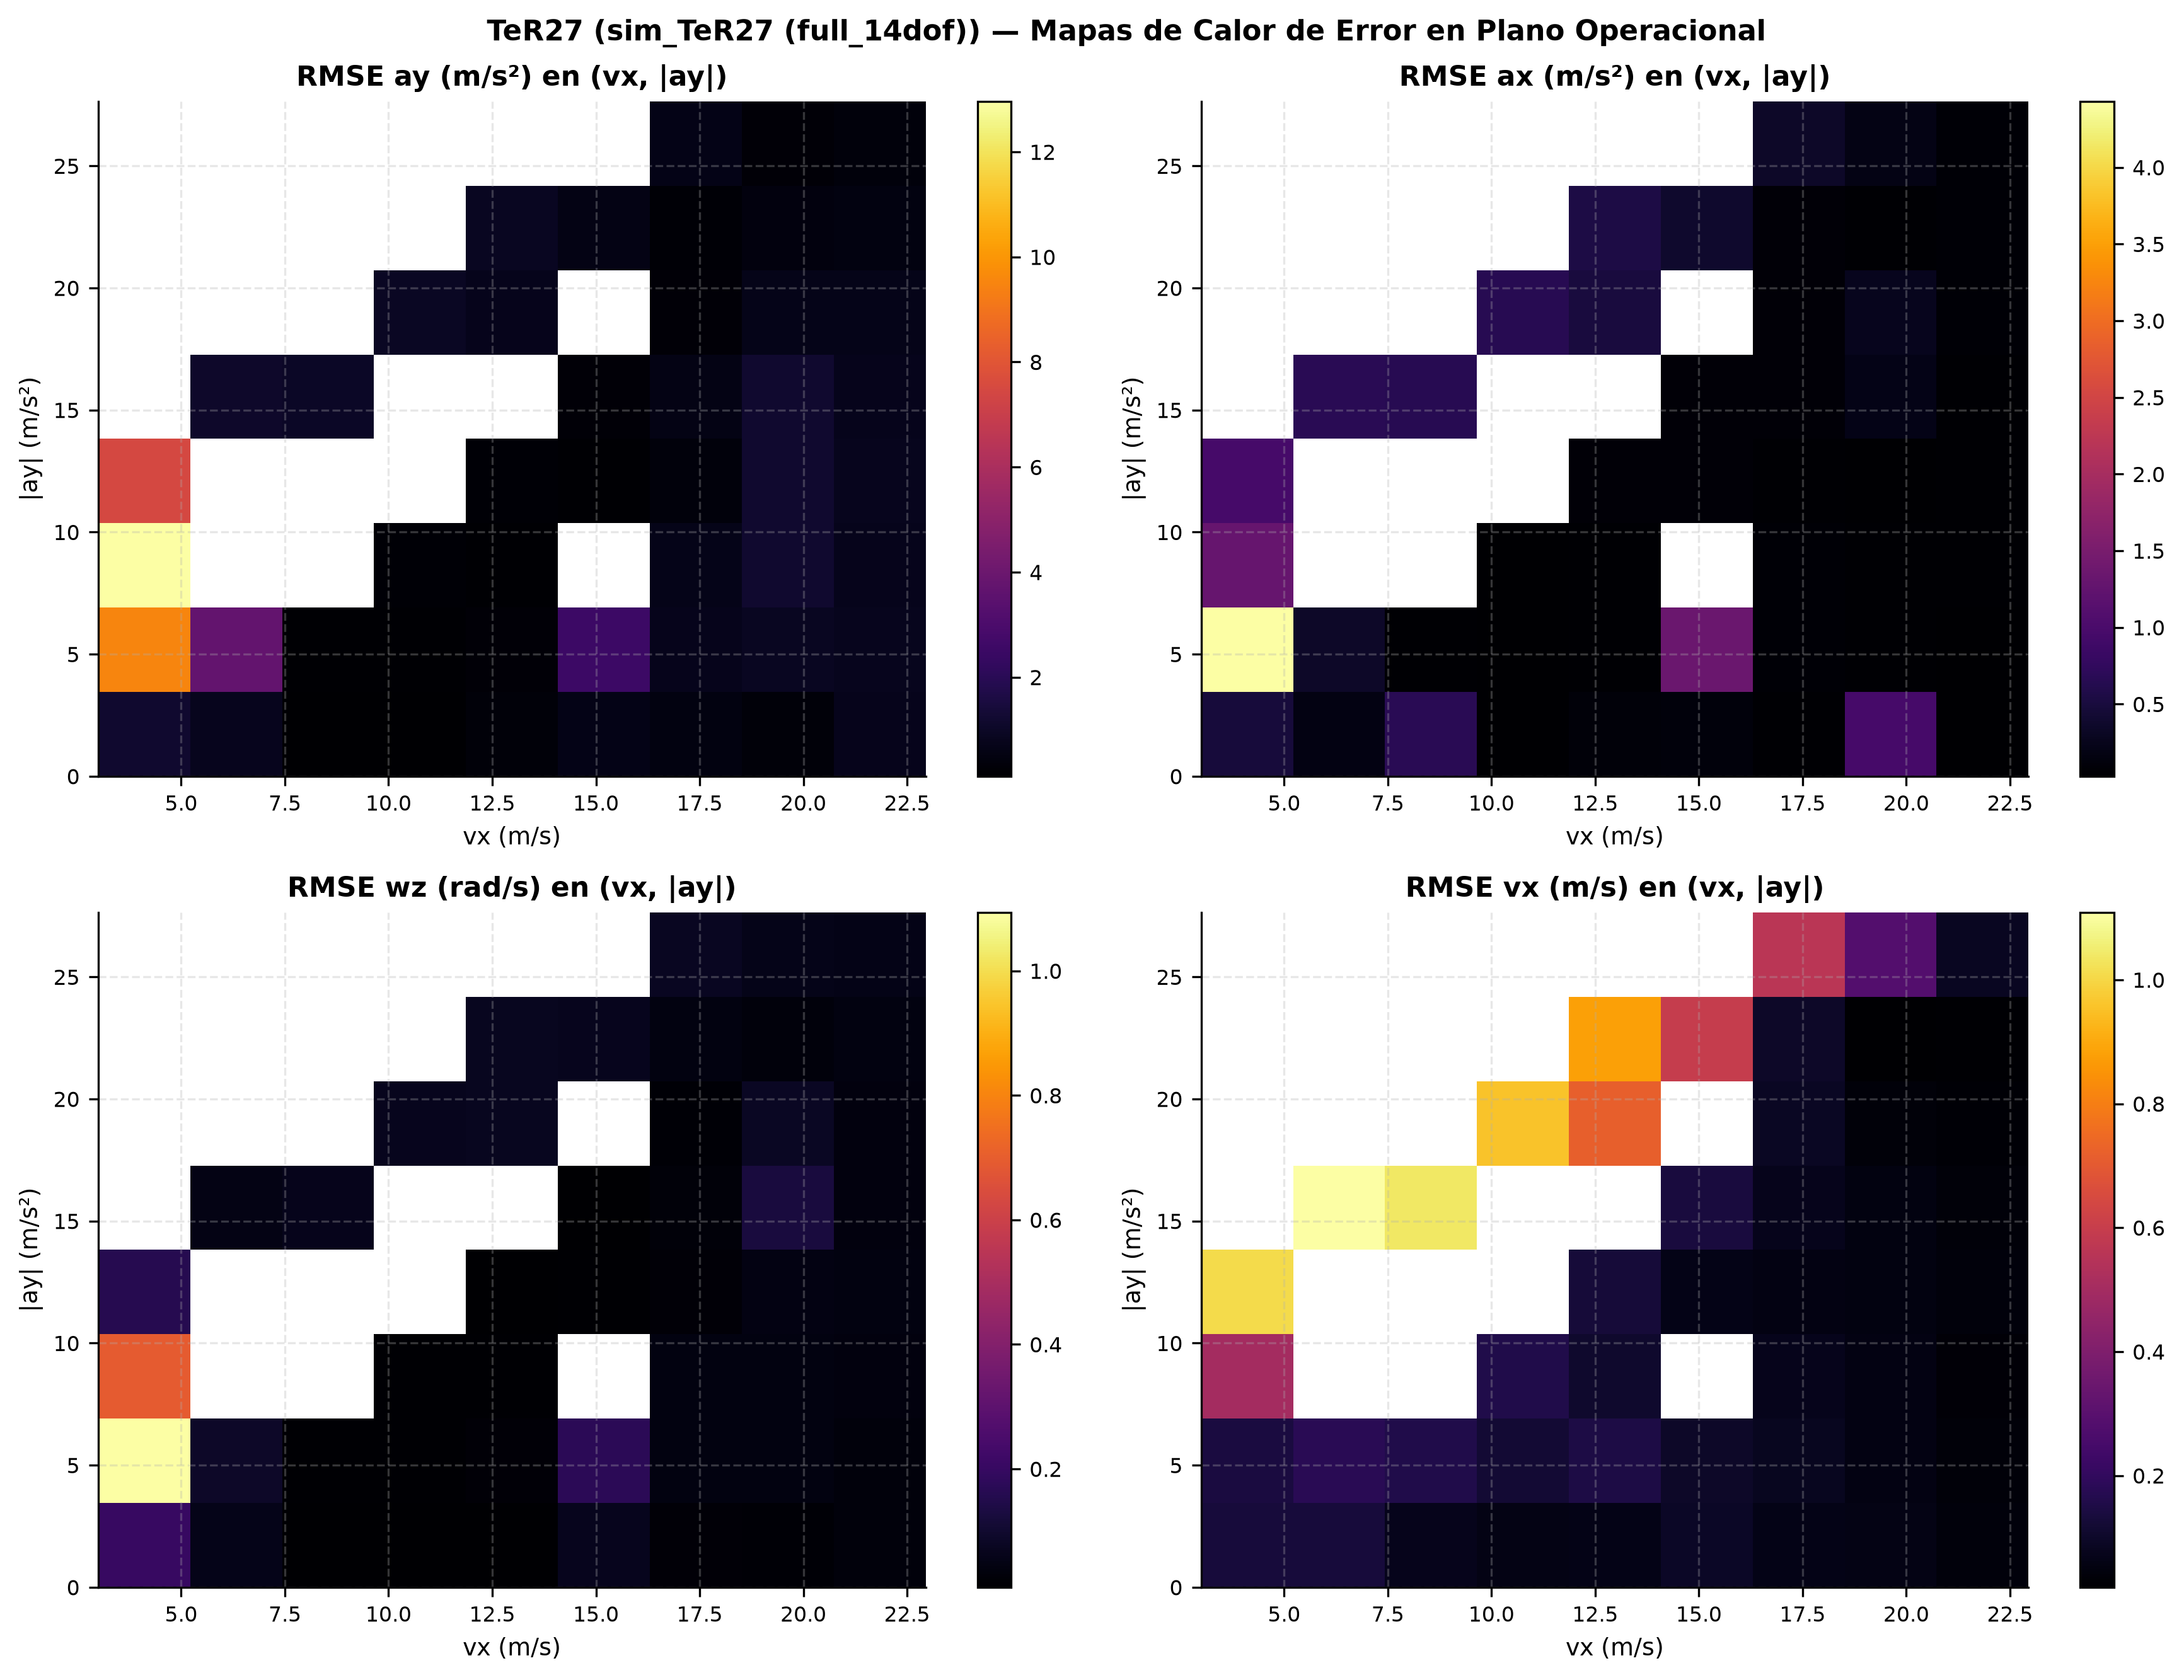 TeR27 (sim_TeR27 (full_14dof)) — Mapas de Calor de Error en Plano Operacional
RMSE ay (m/s²) en (vx, |ay|)
25
20
15
10
5
0
|ay| (m/s²)
5.0 7.5 10.0 12.5 15.0 17.5 20.0 22.5
vx (m/s)
12
10
8
6
4
2
RMSE ax (m/s²) en (vx, |ay|)
25
20
15
10
5
0
|ay| (m/s²)
5.0 7.5 10.0 12.5 15.0 17.5 20.0 22.5
vx (m/s)
4.0
3.5
3.0
2.5
2.0
1.5
1.0
0.5
RMSE wz (rad/s) en (vx, |ay|)
25
20
15
10
5
0
|ay| (m/s²)
5.0 7.5 10.0 12.5 15.0 17.5 20.0 22.5
vx (m/s)
1.0
0.8
0.6
0.4
0.2
RMSE vx (m/s) en (vx, |ay|)
25
20
15
10
5
0
|ay| (m/s²)
5.0 7.5 10.0 12.5 15.0 17.5 20.0 22.5
vx (m/s)
1.0
0.8
0.6
0.4
0.2